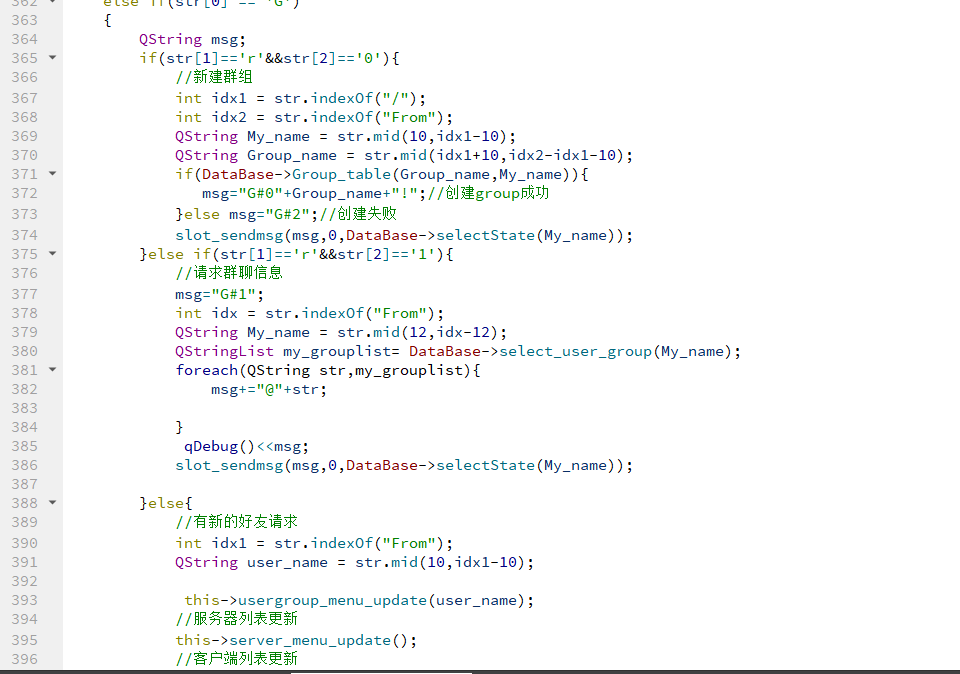 362 else if(str[0] == 'G')
363 {
364 QString msg;
365 if(str[1]=='r'&&str[2]=='0'){
366 //新建群组
367 int idx1 = str.indexOf("/");
368 int idx2 = str.indexOf("From");
369 QString My_name = str.mid(10,idx1-10);
370 QString Group_name = str.mid(idx1+10,idx2-idx1-10);
371 if(DataBase->Group_table(Group_name,My_name)){
372 msg="G#0"+Group_name+"!";//创建group成功
373 }else msg="G#2";//创建失败
374 slot_sendmsg(msg,0,DataBase->selectState(My_name));
375 }else if(str[1]=='r'&&str[2]=='1'){
376 //请求群聊信息
377 msg="G#1";
378 int idx = str.indexOf("From");
379 QString My_name = str.mid(12,idx-12);
380 QStringList my_grouplist= DataBase->select_user_group(My_name);
381 foreach(QString str,my_grouplist){
382 msg+="@"+str;
383
384 }
385 qDebug()<<msg;
386 slot_sendmsg(msg,0,DataBase->selectState(My_name));
387
388 }else{
389 //有新的好友请求
390 int idx1 = str.indexOf("From");
391 QString user_name = str.mid(10,idx1-10);
392
393 this->usergroup_menu_update(user_name);
394 //服务器列表更新
395 this->server_menu_update();
396 //客户端列表更新